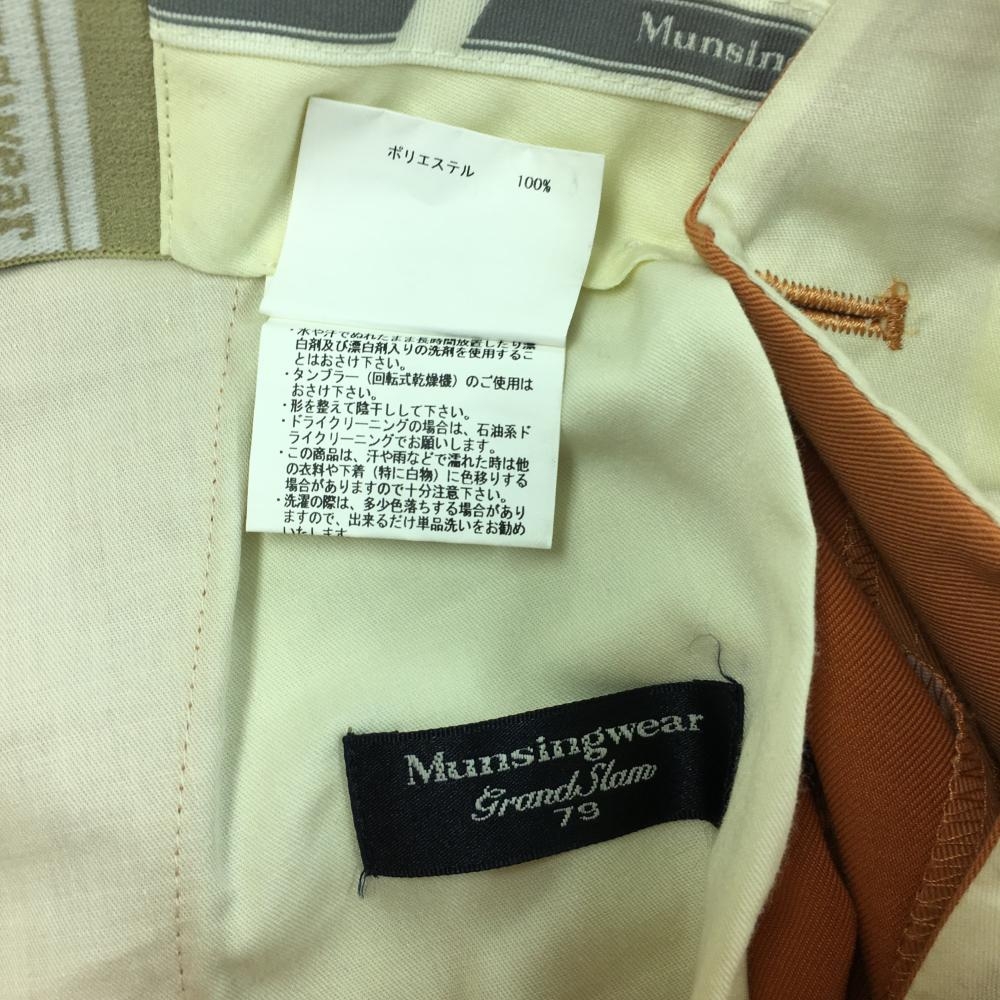 Munsing
gwear
ポリエステル 100%
・水や汗でぬれたまま長時間放置したり漂
白剤及び漂白剤入りの洗剤を使用するこ
とはおさけ下さい。
・タンブラー（回転式乾燥機）のご使用は
おさけ下さい。
・形を整えて陰干しして下さい。
・ドライクリーニングの場合は、石油系ド
ライクリーニングでお願いします。
・この商品は、汗や雨などで濡れた時は他
の衣料や下着（特に白物）に色移りする
場合がありますので十分注意下さい。
・洗濯の際は、多少色落ちする場合があり
ますので、出来るだけ単品洗いをお勧め
いたします
Munsingwear
Grand Slam
79